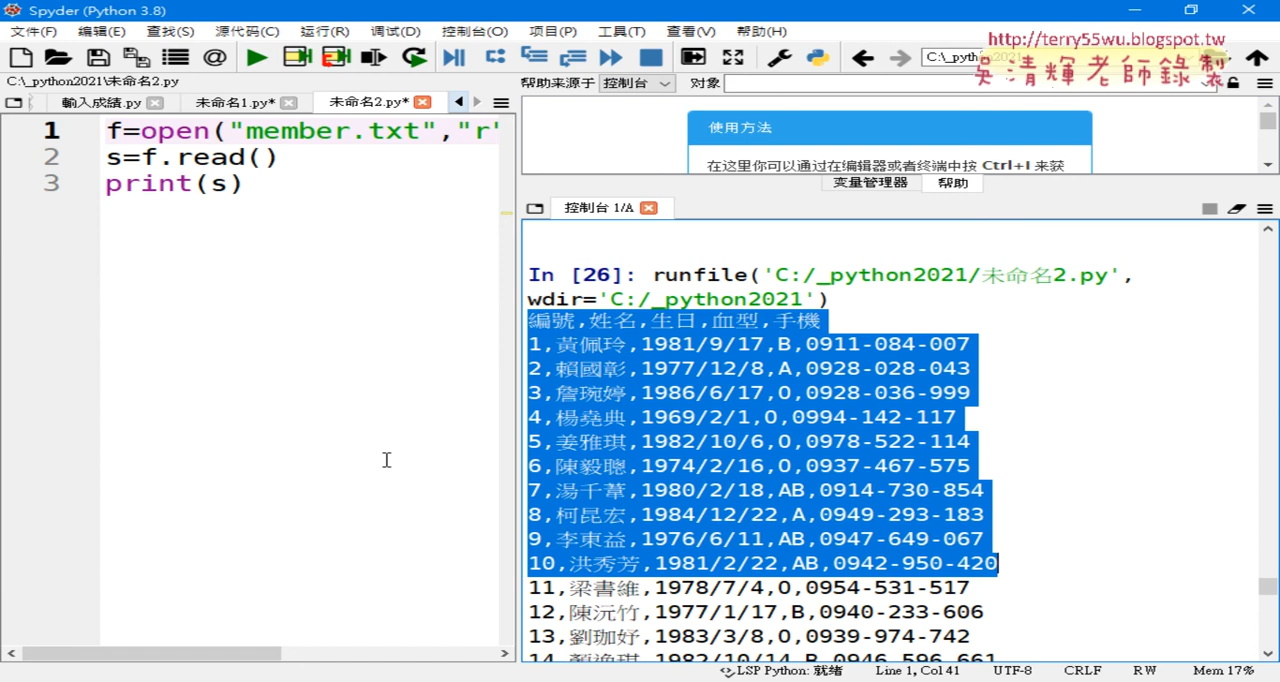 Spyder (Python 3.8)
文件(F) 编辑(E) 查找(S) 源代码(C) 运行(R) 调试(D) 控制台(O) 项目(P) 工具(T) 查看(V) 帮助(H)
http://terry55wu.blogspot.tw
吳清輝老師錄製
C:\_python2021\未命名2.py
帮助来源于 控制台 对象
輸入成績.py 未命名1.py* 未命名2.py*
1 f=open("member.txt","r'
2 s=f.read()
3 print(s)
使用方法
在这里你可以通过在编辑器或者终端中按 Ctrl+I 来获
变量管理器 帮助
控制台 1/A
In [26]: runfile('C:/_python2021/未命名2.py',
wdir='C:/_python2021')
編號,姓名,生日,血型,手機
1,黃佩玲,1981/9/17,B,0911-084-007
2,賴國彰,1977/12/8,A,0928-028-043
3,詹琬婷,1986/6/17,O,0928-036-999
4,楊堯典,1969/2/1,O,0994-142-117
5,姜雅琪,1982/10/6,O,0978-522-114
6,陳毅聰,1974/2/16,O,0937-467-575
7,湯千葦,1980/2/18,AB,0914-730-854
8,柯昆宏,1984/12/22,A,0949-293-183
9,李東益,1976/6/11,AB,0947-649-067
10,洪秀芳,1981/2/22,AB,0942-950-420
11,梁書維,1978/7/4,O,0954-531-517
12,陳沅竹,1977/1/17,B,0940-233-606
13,劉珈妤,1983/3/8,O,0939-974-742
LSP Python: 就绪 Line 1, Col 41 UTF-8 CRLF RW Mem 17%